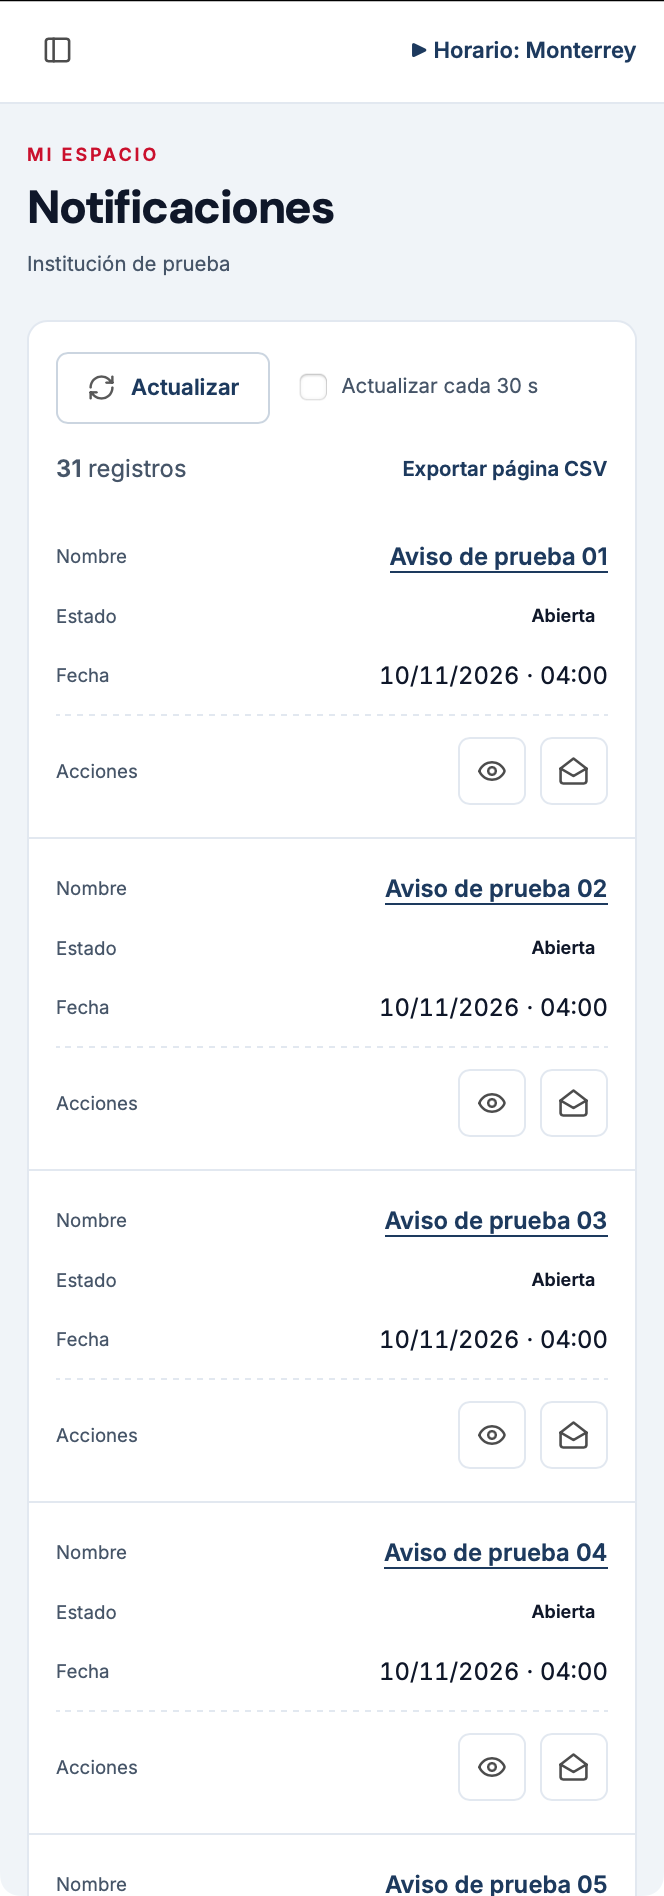 Horario: Monterrey
MI ESPACIO
Notificaciones
Institución de prueba
Actualizar
Actualizar cada 30 s
31 registros
Exportar página CSV
Nombre Aviso de prueba 01
Estado Abierta
Fecha 10/11/2026 · 04:00
Acciones
Nombre Aviso de prueba 02
Estado Abierta
Fecha 10/11/2026 · 04:00
Acciones
Nombre Aviso de prueba 03
Estado Abierta
Fecha 10/11/2026 · 04:00
Acciones
Nombre Aviso de prueba 04
Estado Abierta
Fecha 10/11/2026 · 04:00
Acciones
Nombre Aviso de prueba 05